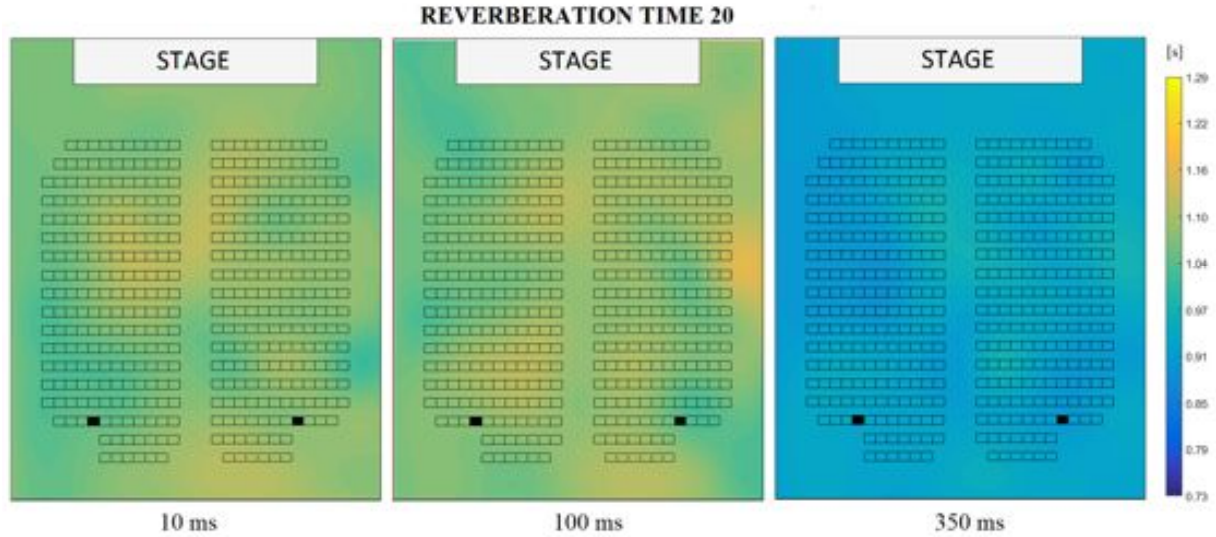 REVERBERATION TIME 20
STAGE STAGE STAGE
[s]
1.29
1.22
1.16
1.10
1.04
0.97
0.91
0.85
0.79
0.73
10 ms 100 ms 350 ms